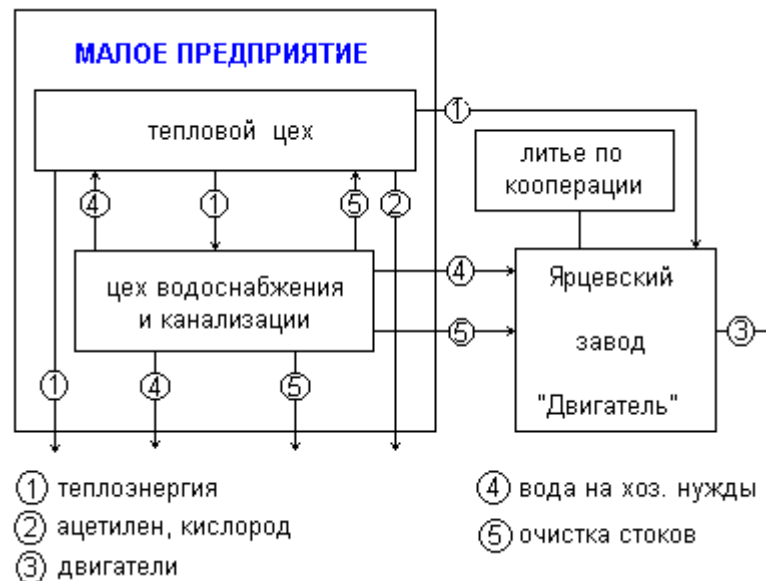 МАЛОЕ ПРЕДПРИЯТИЕ
тепловой цех
1
литье по
кооперации
4
1
5
2
цех водоснабжения
и канализации
4
5
Ярцевский
завод
"Двигатель"
3
1
4
5
1 теплоэнергия
2 ацетилен, кислород
3 двигатели
4 вода на хоз. нужды
5 очистка стоков